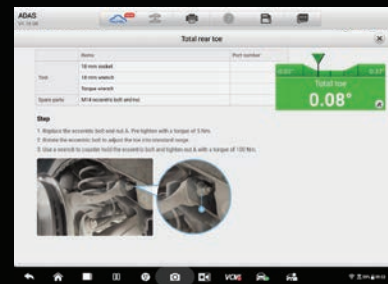 ADAS
Total rear toe
Name
Part number
18 mm socket
Tool
18 mm wrench
Torque wrench
Spare parts
M14 eccentric bolt and nut
Total toe
0.08°
Step
1. Replace the eccentric bolt and nut A. Pre-tighten with a torque of 5 Nm.
2. Rotate the eccentric bolt to adjust the toe into standard range.
3. Use a wrench to counter hold the eccentric bolt and tighten nut A with a torque of 100 Nm.
VCMI